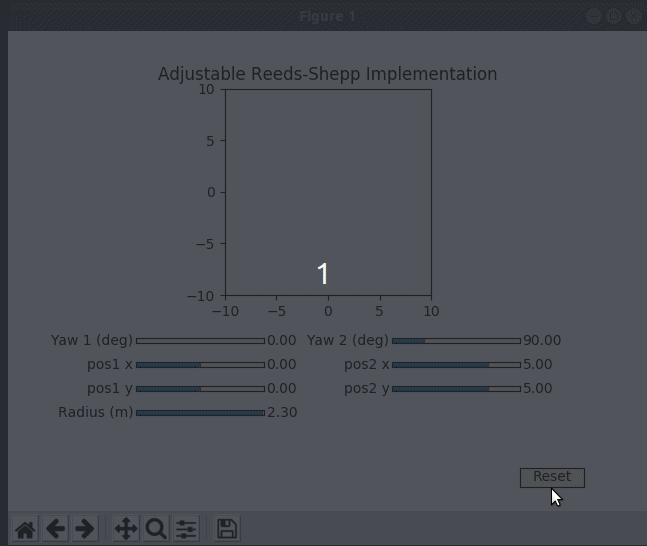 Figure 1
Adjustable Reeds-Shepp Implementation
10
5
0
−5
−10
−10 −5 0 5 10
1
Yaw 1 (deg) 0.00 Yaw 2 (deg) 90.00
pos1 x 0.00 pos2 x 5.00
pos1 y 0.00 pos2 y 5.00
Radius (m) 2.30
Reset